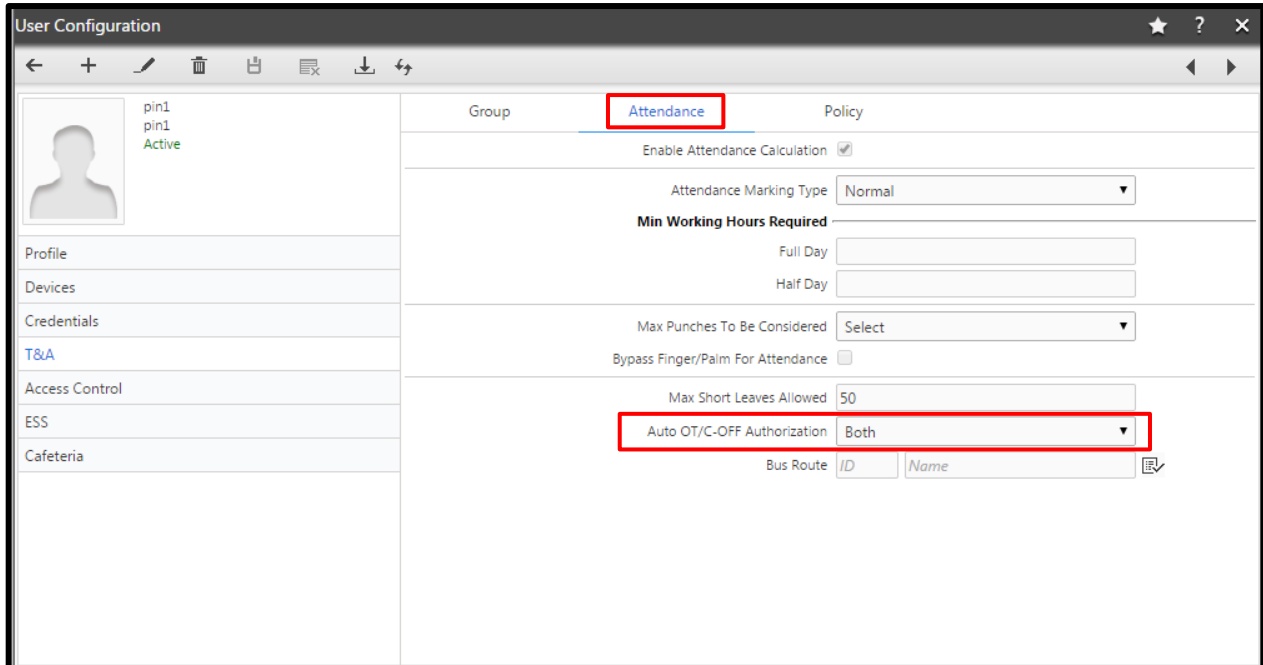 User Configuration
?
pin1
pin1
Active
Profile
Devices
Credentials
T&A
Access Control
ESS
Cafeteria
Group Attendance Policy
Enable Attendance Calculation
Attendance Marking Type Normal
Min Working Hours Required
Full Day
Half Day
Max Punches To Be Considered Select
Bypass Finger/Palm For Attendance
Max Short Leaves Allowed 50
Auto OT/C-OFF Authorization Both
Bus Route ID Name